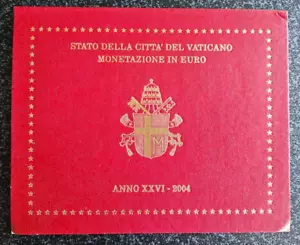 STATO DELLA CITTA' DEL VATICANO
MONETAZIONE IN EURO
M
ANNO XXVI - 2004